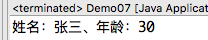 <terminated> Demo07 [Java Applicat
姓名：张三、年龄：30